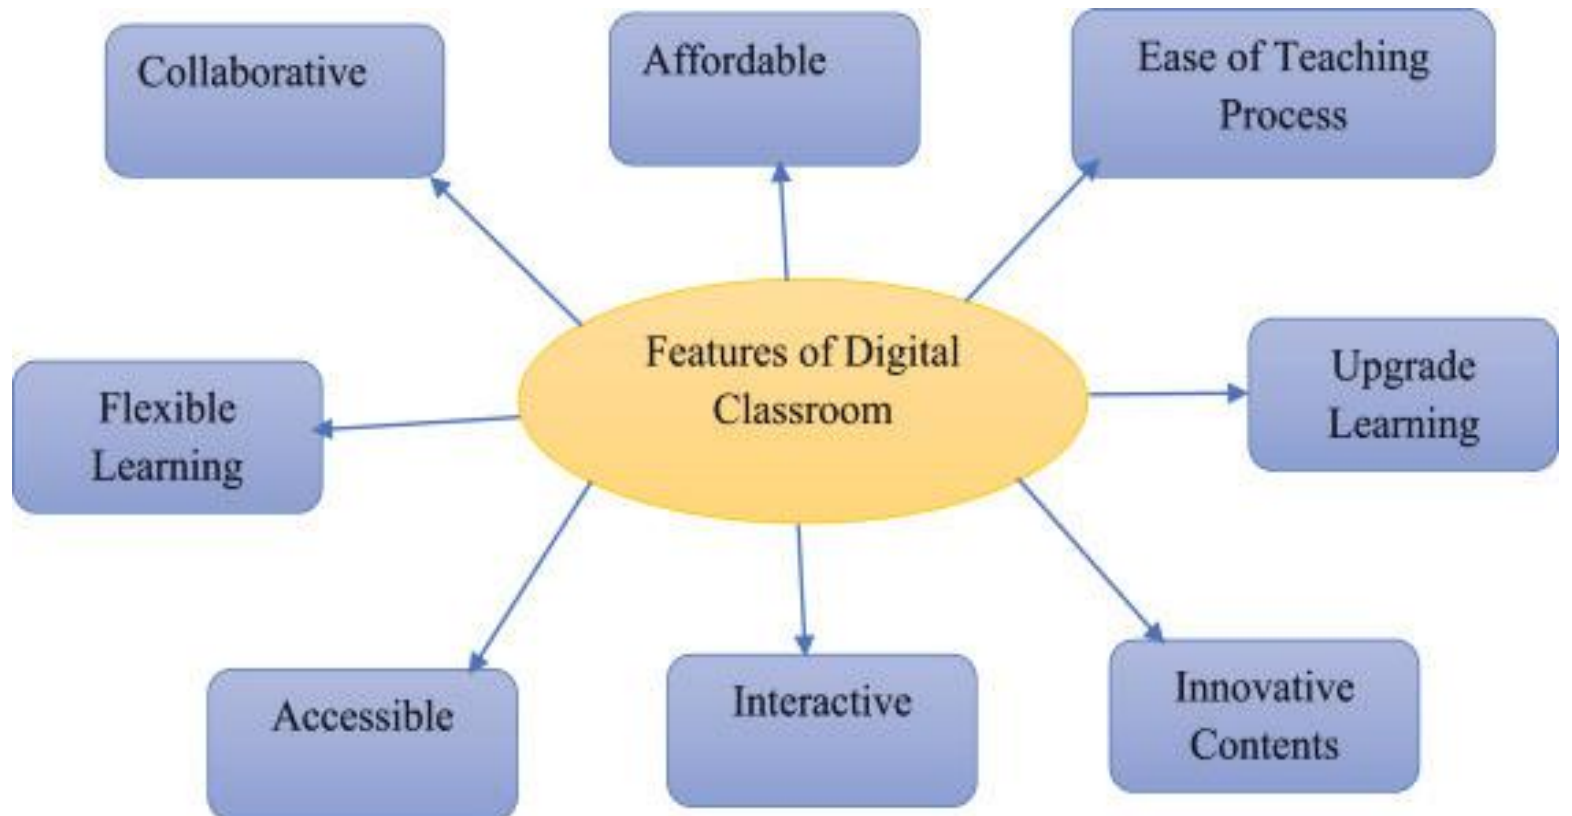 Collaborative
Affordable
Ease of Teaching
Process
Features of Digital
Classroom
Upgrade
Learning
Flexible
Learning
Accessible
Interactive
Innovative
Contents